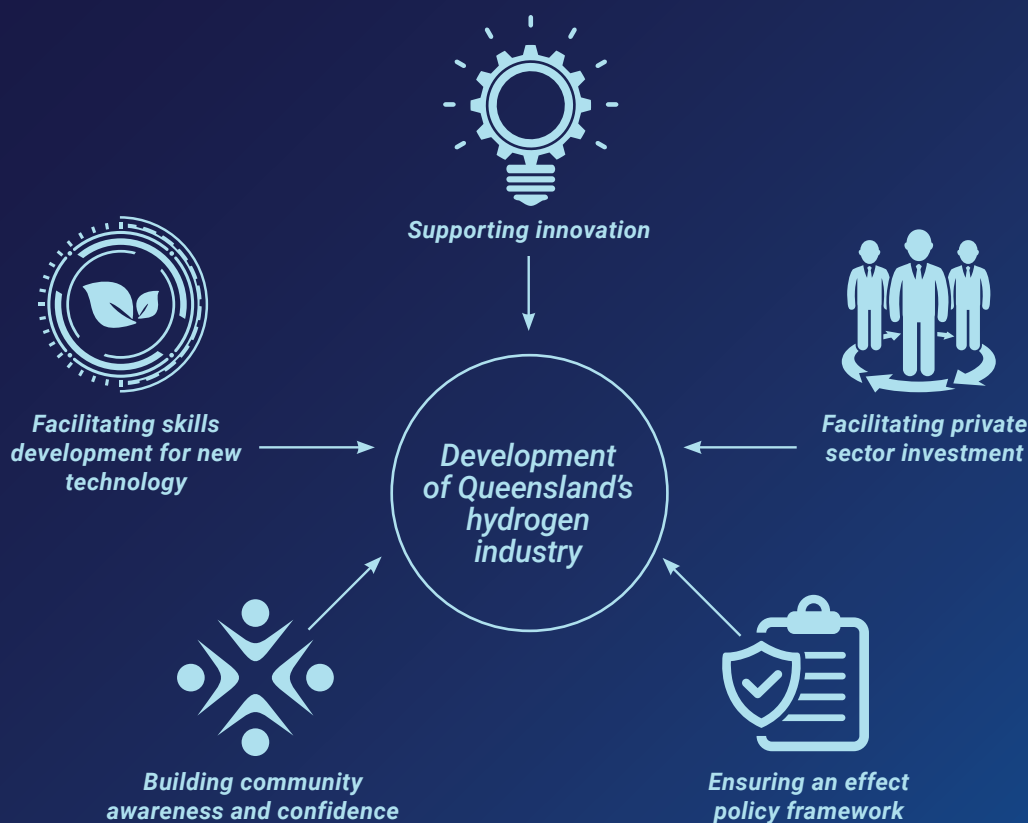 Supporting innovation
Facilitating skills
development for new
technology
Facilitating private
sector investment
Development
of Queensland’s
hydrogen
industry
Building community
awareness and confidence
Ensuring an effect
policy framework